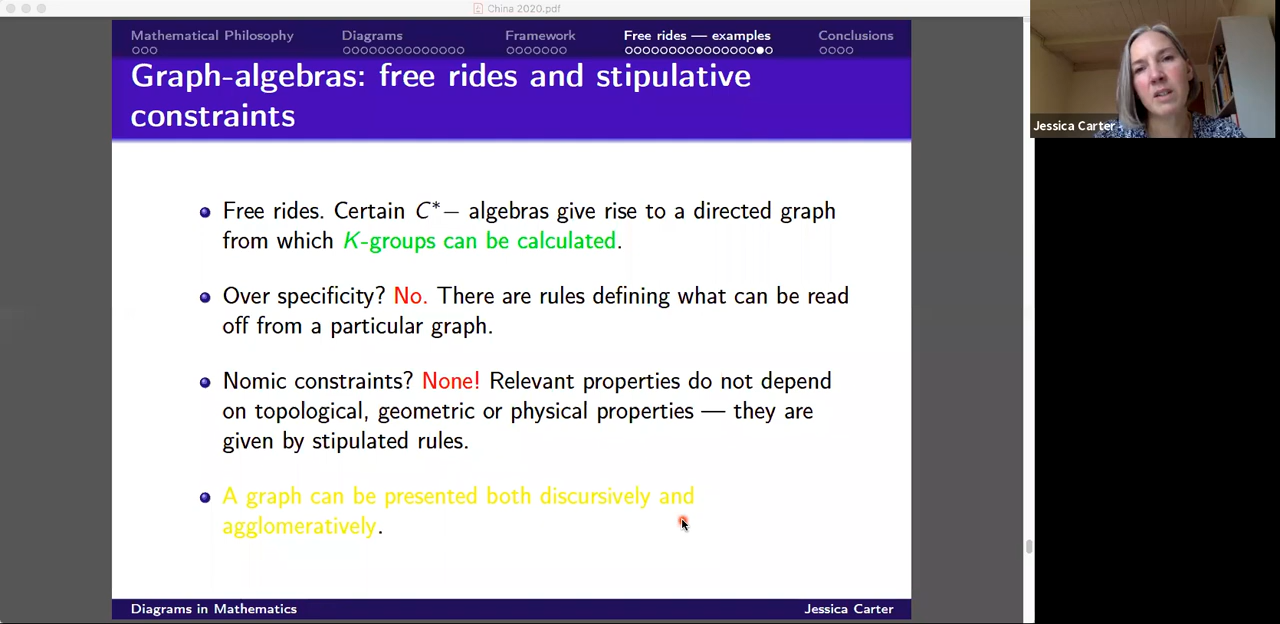 China 2020.pdf
Mathematical Philosophy Diagrams Framework Free rides — examples Conclusions
Graph-algebras: free rides and stipulative
constraints
Jessica Carter
Free rides. Certain C*− algebras give rise to a directed graph
from which K-groups can be calculated.
Over specificity? No. There are rules defining what can be read
off from a particular graph.
Nomic constraints? None! Relevant properties do not depend
on topological, geometric or physical properties — they are
given by stipulated rules.
A graph can be presented both discursively and
agglomeratively.
Diagrams in Mathematics Jessica Carter